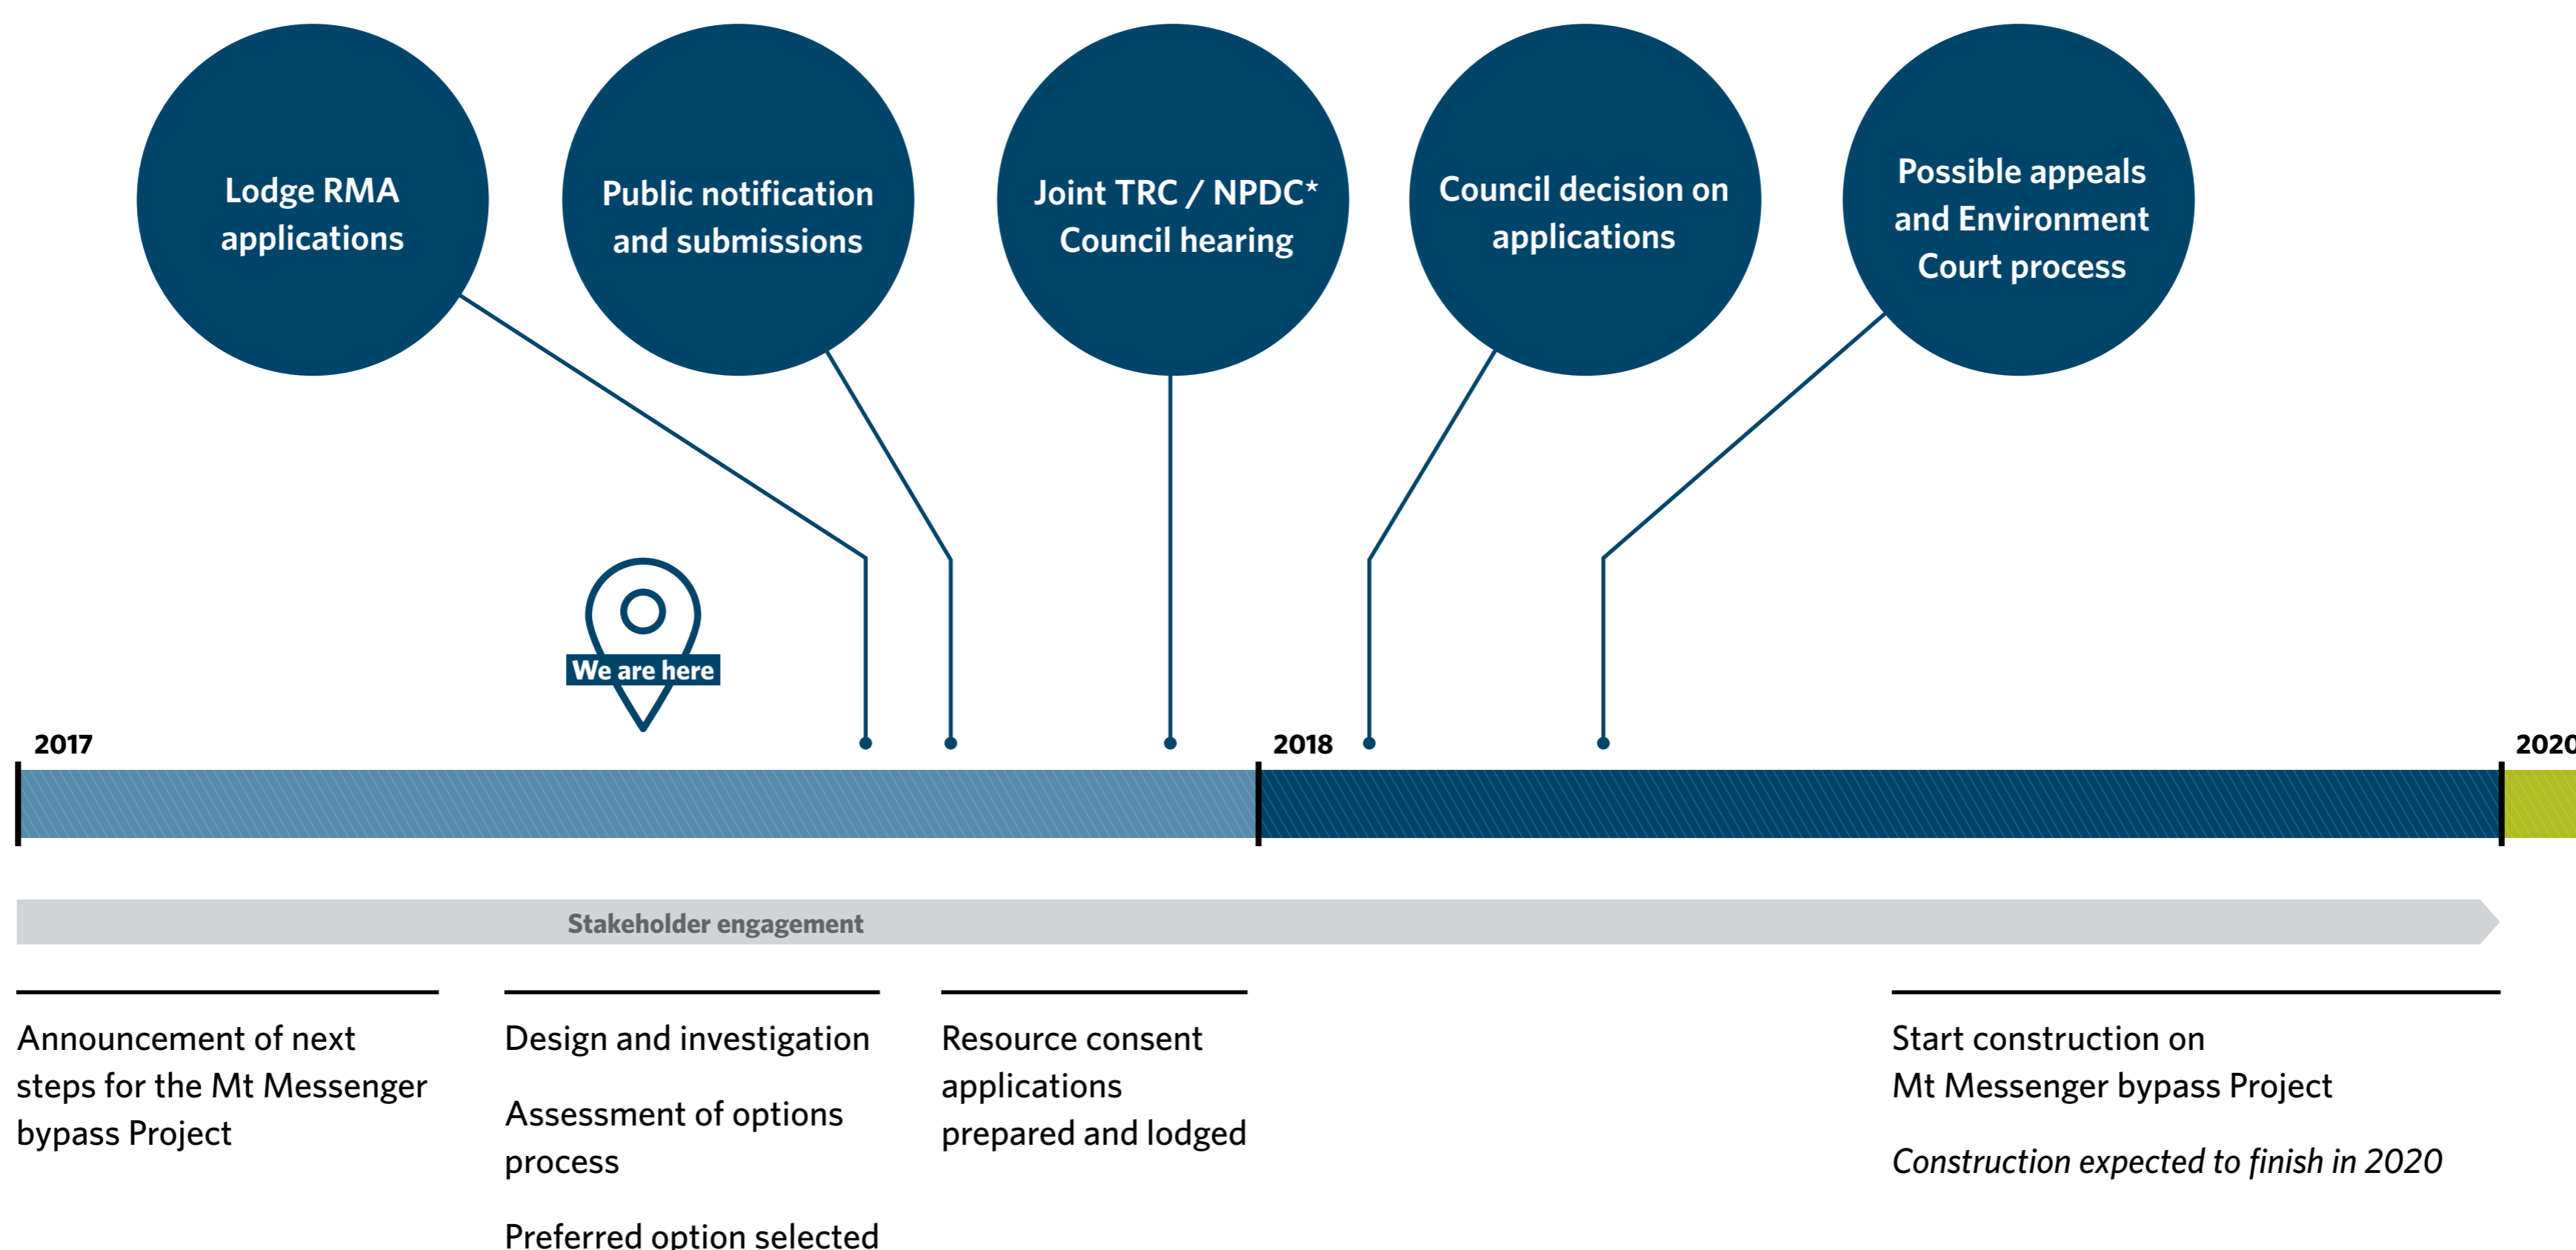 Lodge RMA
applications
Public notification
and submissions
Joint TRC / NPDC*
Council hearing
Council decision on
applications
Possible appeals
and Environment
Court process
We are here
2017
2018
2020
Stakeholder engagement
Announcement of next
steps for the Mt Messenger
bypass Project
Design and investigation
Assessment of options
process
Preferred option selected
Resource consent
applications
prepared and lodged
Start construction on
Mt Messenger bypass Project
Construction expected to finish in 2020